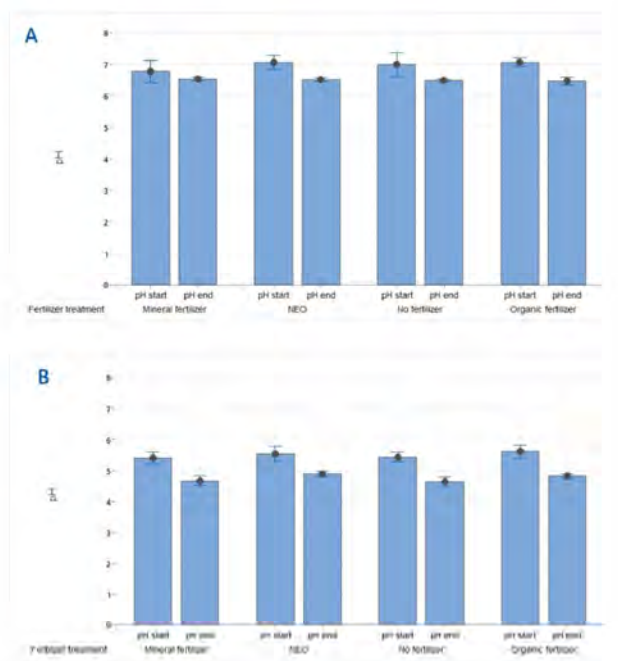 A
8
7
6
5
4
3
2
1
0
pH
pH start pH end pH start pH end pH start pH end pH start pH end
Fertilizer treatment Mineral fertilizer NEO No fertilizer Organic fertilizer
B
8
7
6
5
4
3
2
1
0
pH
pH start pH end pH start pH end pH start pH end pH start pH end
treatment Mineral fertilizer NEO No fertilizer Organic fertilizer